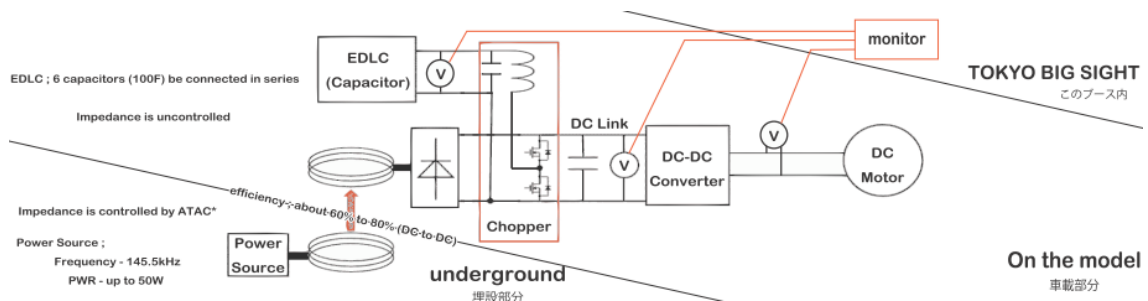 monitor
EDLC
(Capacitor)
V
EDLC ; 6 capacitors (100F) be connected in series
TOKYO BIG SIGHT
このブース内
Impedance is uncontrolled
DC Link
V
V
DC-DC
Converter
DC
Motor
efficiency ; about 60% to 80% (DC to DC)
Chopper
Impedance is controlled by ATAC*
Power Source ;
Frequency - 145.5kHz
PWR - up to 50W
Power
Source
underground
埋設部分
On the model
車載部分